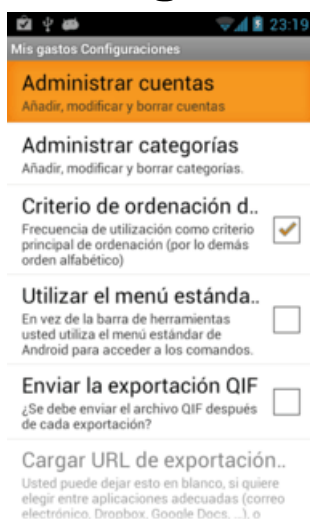 23:19
Mis gastos Configuraciones
Administrar cuentas
Añadir, modificar y borrar cuentas
Administrar categorías
Añadir, modificar y borrar categorías.
Criterio de ordenación d..
Frecuencia de utilización como criterio
principal de ordenación (por lo demás
orden alfabético)
Utilizar el menú estánda..
En vez de la barra de herramientas
usted utiliza el menú estándar de
Android para acceder a los comandos.
Enviar la exportación QIF
¿Se debe enviar el archivo QIF después
de cada exportación?
Cargar URL de exportación..
Usted puede dejar esto en blanco, si quiere
elegir entre aplicaciones adecuadas (correo
electrónico, Dropbox, Google Docs, ...), o